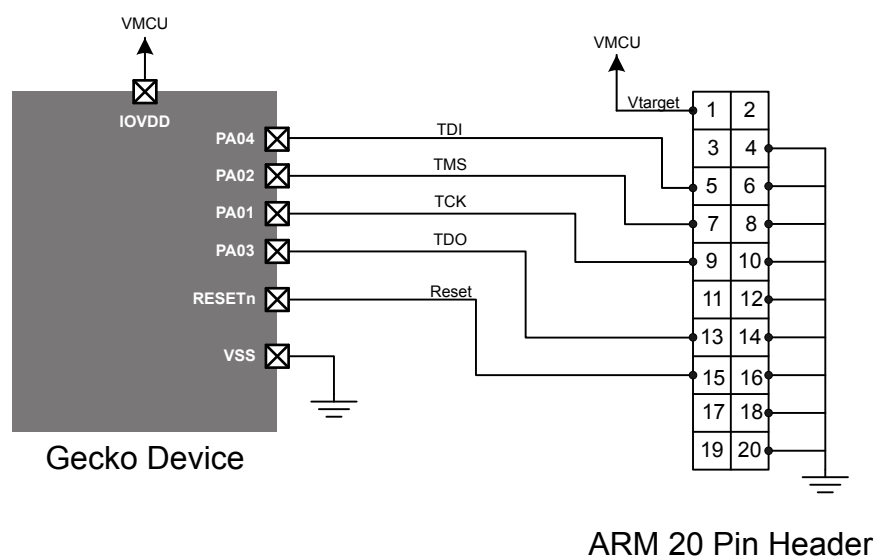 VMCU
VMCU
IOVDD
Vtarget
1 2
PA04 TDI
3 4
PA02 TMS
5 6
PA01 TCK
7 8
PA03 TDO
9 10
RESETn Reset
11 12
13 14
VSS
15 16
17 18
19 20
Gecko Device
ARM 20 Pin Header